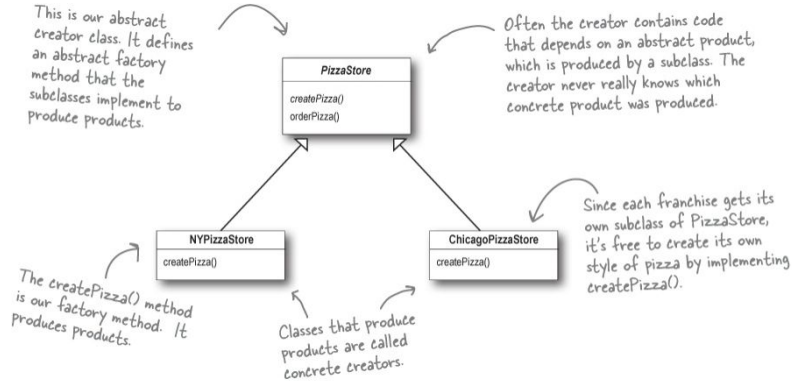 This is our abstract
creator class. It defines
an abstract factory
method that the
subclasses implement to
produce products.
Often the creator contains code
that depends on an abstract product,
which is produced by a subclass. The
creator never really knows which
concrete product was produced.
PizzaStore
createPizza()
orderPizza()
Since each franchise gets its
own subclass of PizzaStore,
it's free to create its own
style of pizza by implementing
createPizza().
NYPizzaStore
createPizza()
ChicagoPizzaStore
createPizza()
The createPizza() method
is our factory method. It
produces products.
Classes that produce
products are called
concrete creators.